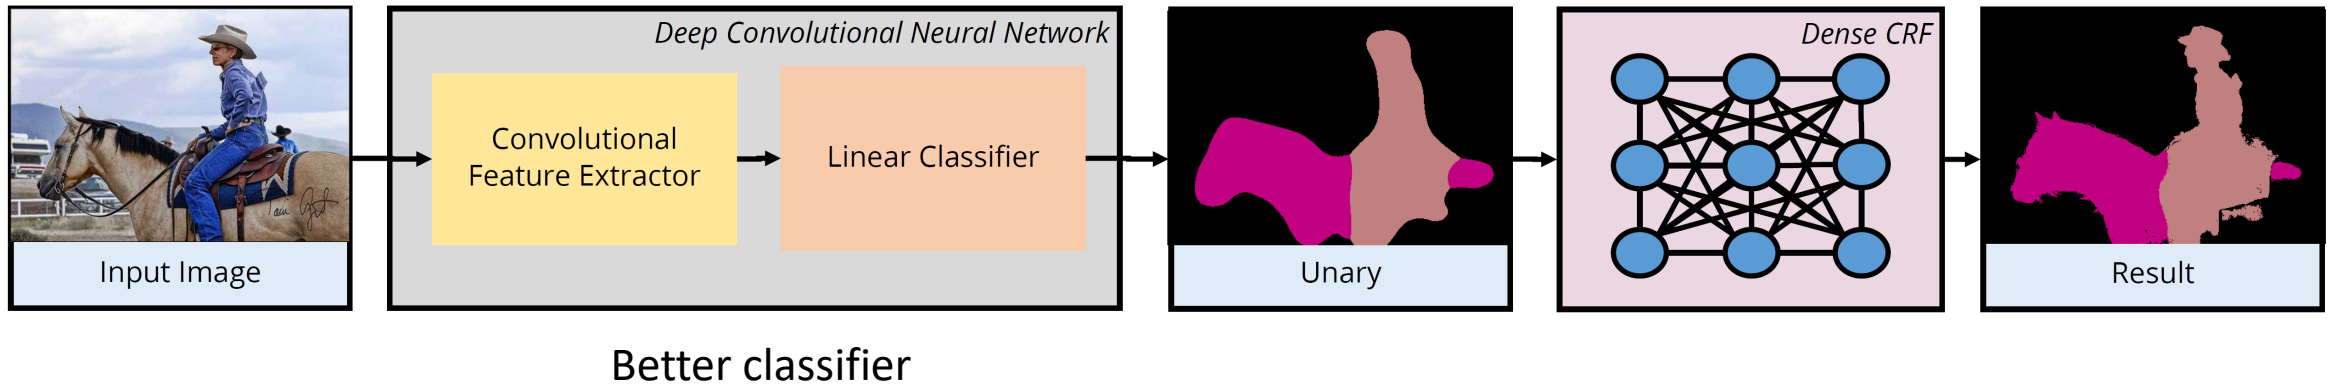 Deep Convolutional Neural Network
Convolutional
Feature Extractor
Linear Classifier
Dense CRF
Input Image
Unary
Result
Better classifier